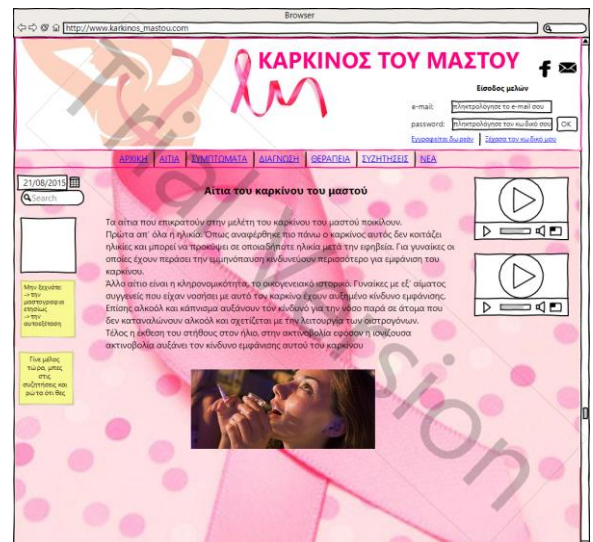 Browser
http://www.karkinos_mastou.com
ΚΑΡΚΙΝΟΣ ΤΟΥ ΜΑΣΤΟΥ
Είσοδος μελών
e-mail: πληκτρολόγησε το e-mail σου
password: πληκτρολόγησε τον κωδικό σου OK
Εγγραφείται δωρεάν Ξέχασα τον κωδικό μου
ΑΡΧΙΚΗ ΑΙΤΙΑ ΣΥΜΠΤΩΜΑΤΑ ΔΙΑΓΝΩΣΗ ΘΕΡΑΠΕΙΑ ΣΥΖΗΤΗΣΕΙΣ ΝΕΑ
21/08/2015
Search
Αίτια του καρκίνου του μαστού
Τα αίτια που επικρατούν στην μελέτη του καρκίνου του μαστού ποικίλουν.
Πρώτα απ΄ όλα ή ηλικία. Όπως αναφέρθηκε πιο πάνω ο καρκίνος αυτός δεν κοιτάζει
ηλικίες και μπορεί να προκύψει σε οποιαδήποτε ηλικία μετά την εφηβεία. Για γυναίκες οι
οποίες έχουν περάσει την εμμηνόπαυση κινδυνεύουν περισσότερο για εμφάνιση του
καρκίνου.
Άλλο αίτιο είναι η κληρονομικότητα, το οικογενειακό ιστορικό. Γυναίκες με εξ΄ αίματος
συγγενείς που είχαν νοσήσει με αυτό τον καρκίνο έχουν αυξημένο κίνδυνο εμφάνισης.
Επίσης αλκοόλ και κάπνισμα αυξάνουν τον κίνδυνο για την νόσο παρά σε άτομα που
δεν καταναλώνουν αλκοόλ και σχετίζεται με την λειτουργία των οιστρογόνων.
Τέλος η έκθεση του στήθους στον ήλιο, στην ακτινοβολία εφόσον η ιονίζουσα
ακτινοβολία αυξάνει τον κίνδυνο εμφάνισης αυτού του καρκίνου
Μην ξεχνάτε:
-> την
μαστογραφία
ετησίως
-> την
αυτοεξέταση
Γίνε μέλος
τώρα, μπες
στις
συζητήσεις και
ρώτα ότι θες
Trial Version